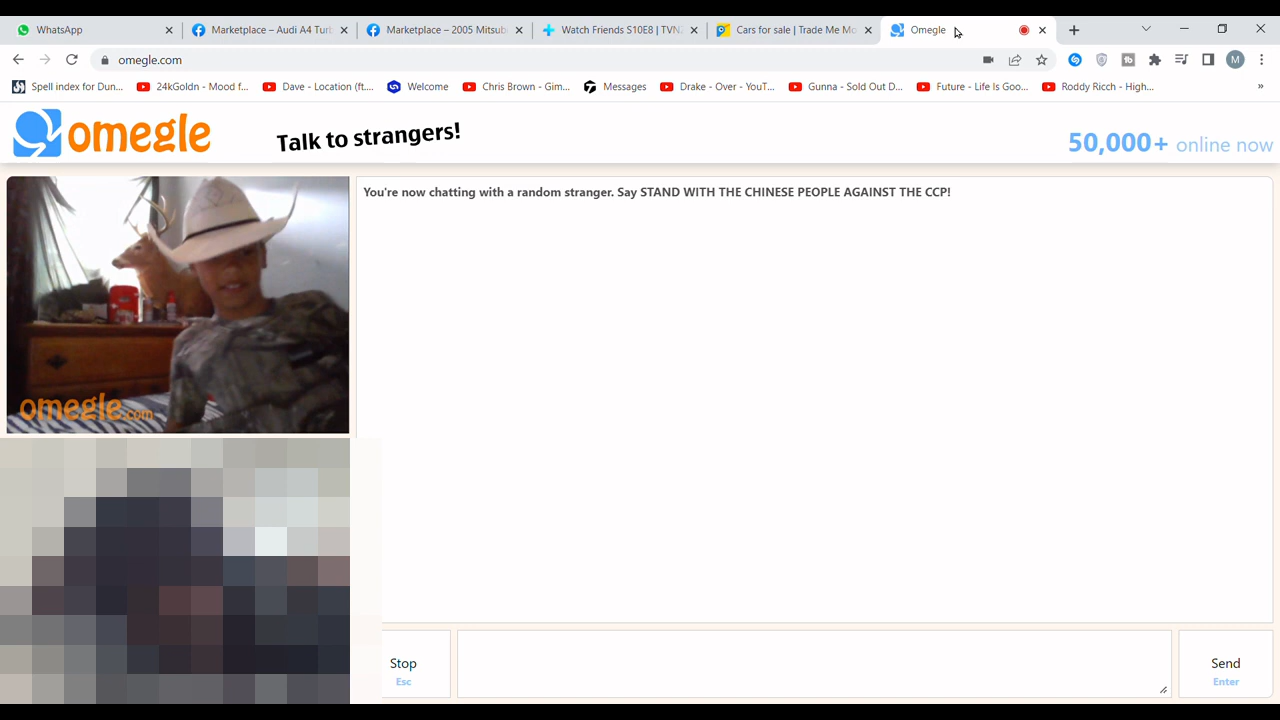 WhatsApp
Marketplace – Audi A4 Turb
Marketplace – 2005 Mitsub
Watch Friends S10E8 | TVNZ
Cars for sale | Trade Me Mo
Omegle
omegle.com
M
Spell index for Dun...
24kGoldn - Mood f...
Dave - Location (ft....
Welcome
Chris Brown - Gim...
Messages
Drake - Over - YouT...
Gunna - Sold Out D...
Future - Life Is Goo...
Roddy Ricch - High...
»
omegle
Talk to strangers!
50,000+ online now
You're now chatting with a random stranger. Say STAND WITH THE CHINESE PEOPLE AGAINST THE CCP!
omegle.com
Stop
Esc
Send
Enter